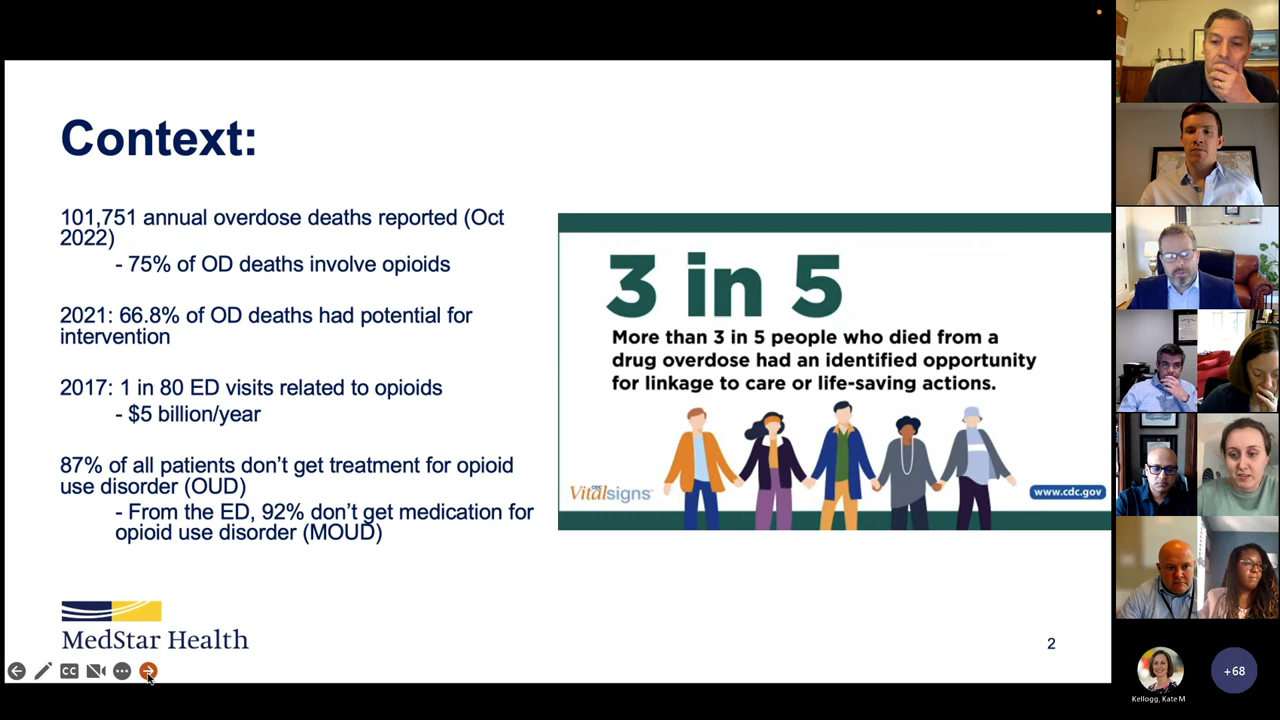 Context:
101,751 annual overdose deaths reported (Oct
2022)
- 75% of OD deaths involve opioids
2021: 66.8% of OD deaths had potential for
intervention
2017: 1 in 80 ED visits related to opioids
- $5 billion/year
87% of all patients don’t get treatment for opioid
use disorder (OUD)
- From the ED, 92% don’t get medication for
opioid use disorder (MOUD)
3 in 5
More than 3 in 5 people who died from a
drug overdose had an identified opportunity
for linkage to care or life-saving actions.
CDC
Vitalsigns
www.cdc.gov
MedStar Health
2
CC
Kellogg, Kate M
+68